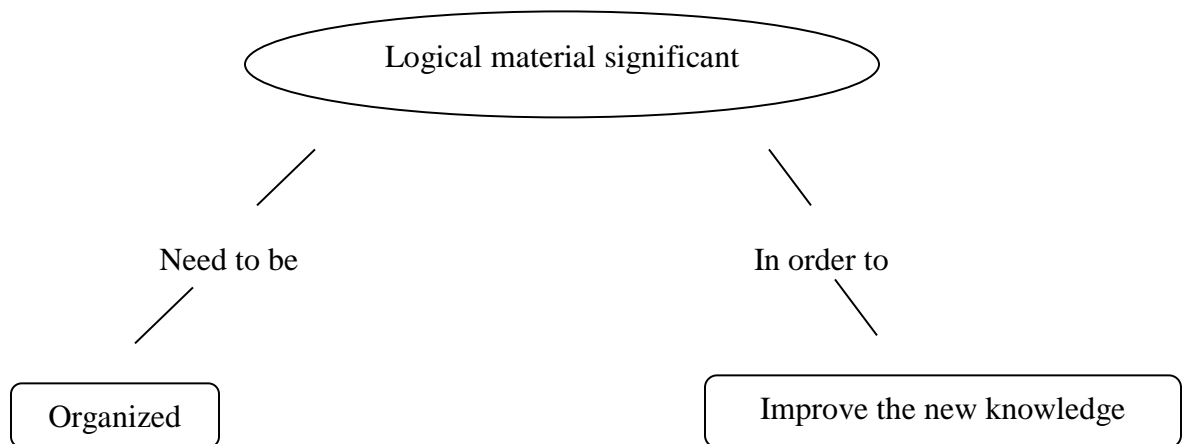 Logical material significant
Need to be
In order to
Organized
Improve the new knowledge